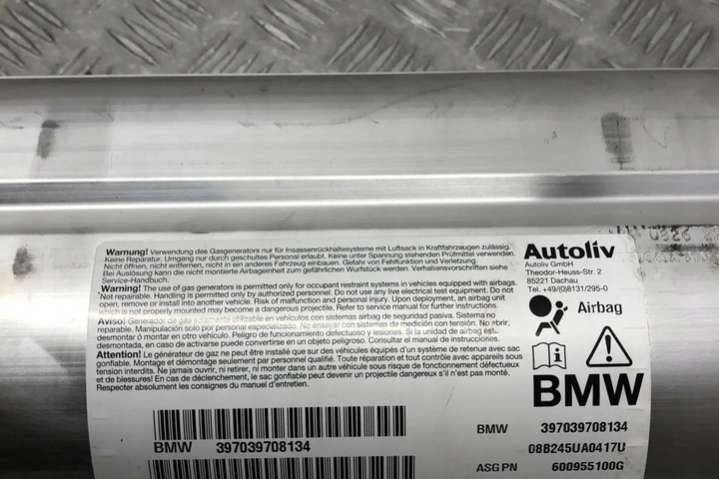 Warnung! Verwendung des Gasgenerators nur für Insassenrückhaltesysteme mit Luftsack in Kraftfahrzeugen zulässig.
Keine Reparatur. Umgang nur durch geschultes Personal erlaubt. Keine unter Spannung stehenden Prüfmittel verwenden.
Nicht öffnen, nicht entfernen, nicht in ein anderes Fahrzeug einbauen. Gefahr von Fehlfunktion und Verletzung.
Bei Auslösung kann die nicht montierte Airbageinheit zum gefährlichen Wurfstück werden. Verhaltensvorschriften siehe
Service-Handbuch.
Warning! The use of gas generators is permitted only for occupant restraint systems in vehicles equipped with airbags.
Not reparable. Handling is permitted only by authorized personnel. Do not use any live electrical test equipment. Do not
open, remove or install into another vehicle. Risk of malfunction and personal injury. Upon deployment, an airbag unit
which is not properly mounted may become a dangerous projectile. Refer to service manual for further instructions.
Aviso! Generador de gas utilizable en vehículos con sistema airbag de seguridad pasiva. Sistema no
reparable. Manipulación solo por personal especializado. No ensayar con sistemas de medición con tensión. No abrir,
desmontar ó montar en otro vehículo. Peligro de funcionamiento defectuoso y lesiones. Si la unidad de airbag est.
desmontada, en caso de activarse puede convertirse en un objeto peligroso. Consultar el manual de instrucciones.
Attention! Le générateur de gaz ne peut être installé que sur des véhicules équipés d'un système de retenue avec sac
gonflable. Montage et démontage seulement par personnel qualifié. Toute réparation et tout contrôle avec appareils sous
tension interdits. Ne jamais ouvrir, ni retirer, ni monter dans un autre véhicule sous risque de fonctionnement défectueux
et de blessures! En cas de déclenchement, le sac gonflable peut devenir un projectile dangereux s'il n'est pas monté.
Respecter absolument les consignes du manuel d'entretien.
Autoliv
Autoliv GmbH
Theodor-Heuss-Str. 2
85221 Dachau
Tel. +49/(0)8131/295-0
Airbag
BMW
BMW 397039708134
BMW 397039708134
08B245UA0417U
ASG PN 600955100G